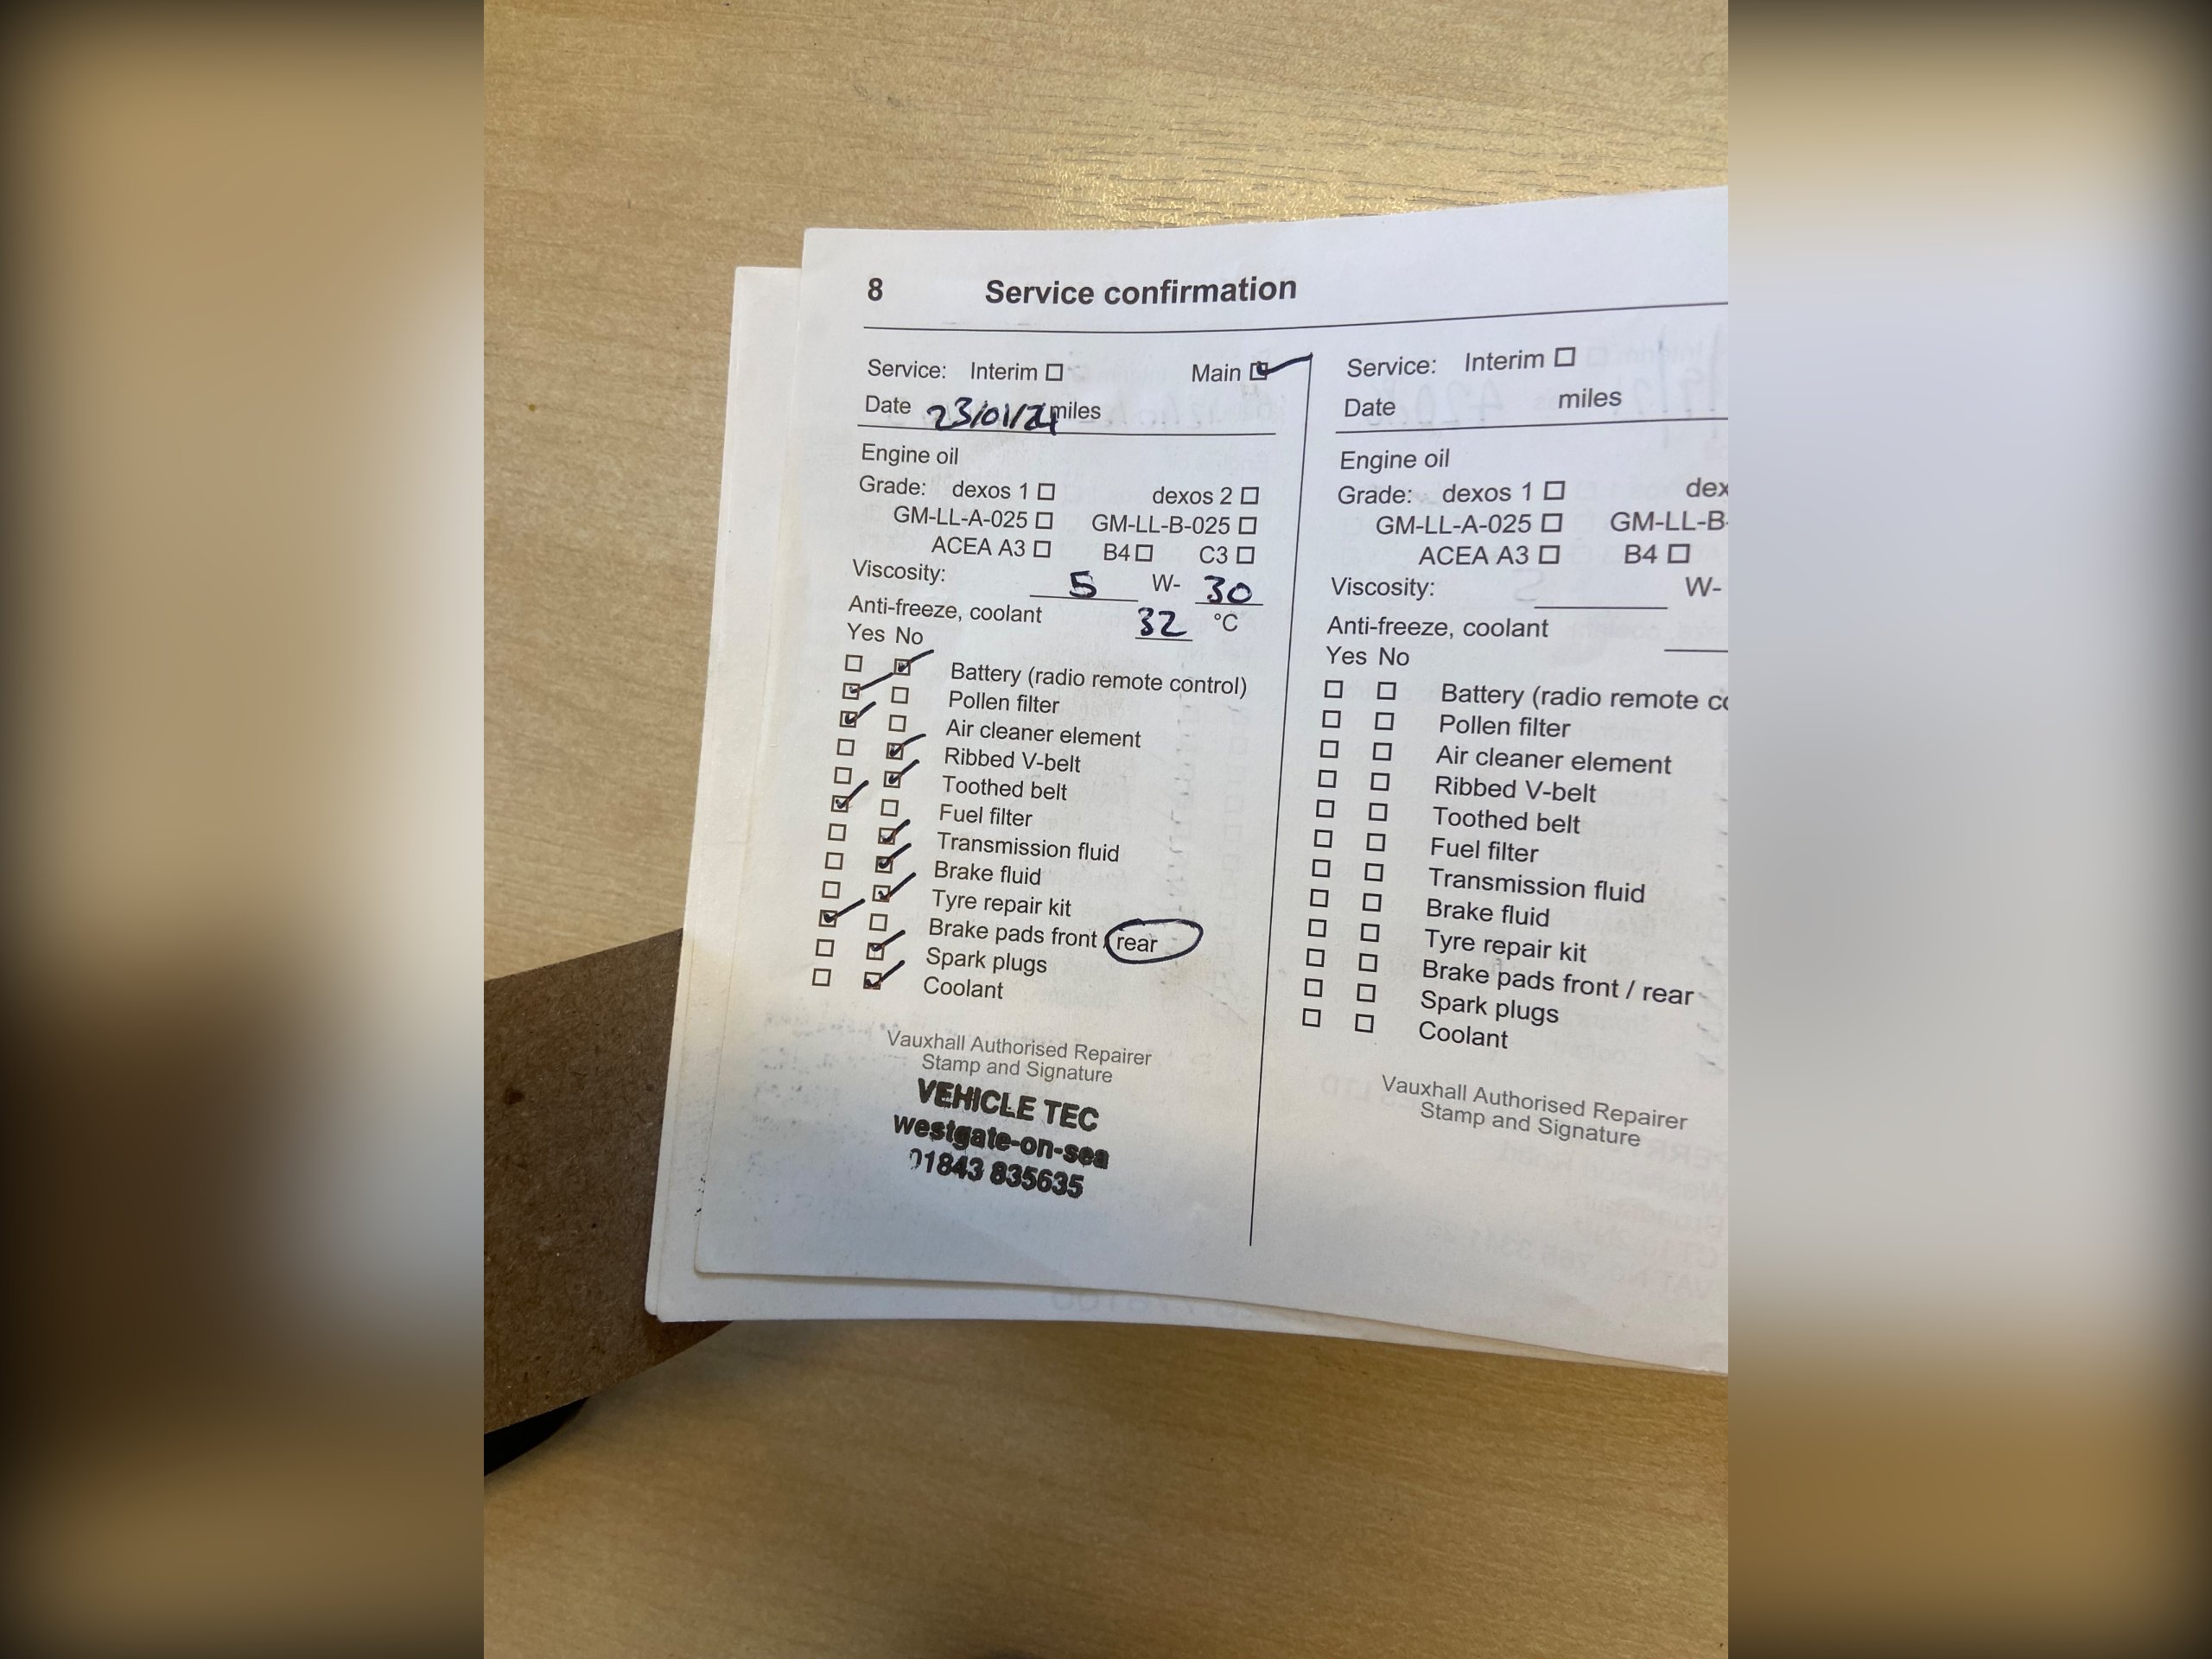 8 Service confirmation
Service: Interim Main
Date 23/01/21 miles
Engine oil
Grade: dexos 1 dexos 2
GM-LL-A-025 GM-LL-B-025
ACEA A3 B4 C3
Viscosity: 5 W- 30
Anti-freeze, coolant 32 °C
Yes No
Battery (radio remote control)
Pollen filter
Air cleaner element
Ribbed V-belt
Toothed belt
Fuel filter
Transmission fluid
Brake fluid
Tyre repair kit
Brake pads front / rear
Spark plugs
Coolant
Vauxhall Authorised Repairer
Stamp and Signature
VEHICLE TEC
westgate-on-sea
01843 835635
Service: Interim
Date miles
Engine oil
Grade: dexos 1 dex
GM-LL-A-025 GM-LL-B-
ACEA A3 B4
Viscosity: W-
Anti-freeze, coolant
Yes No
Battery (radio remote co
Pollen filter
Air cleaner element
Ribbed V-belt
Toothed belt
Fuel filter
Transmission fluid
Brake fluid
Tyre repair kit
Brake pads front / rear
Spark plugs
Coolant
Vauxhall Authorised Repairer
Stamp and Signature